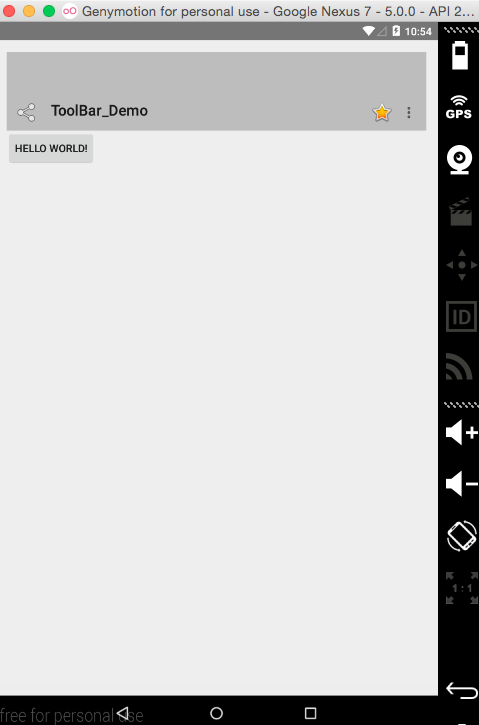 Genymotion for personal use - Google Nexus 7 - 5.0.0 - API 2...
10:54
ToolBar_Demo
HELLO WORLD!
GPS
ID
1 : 1
free for personal use